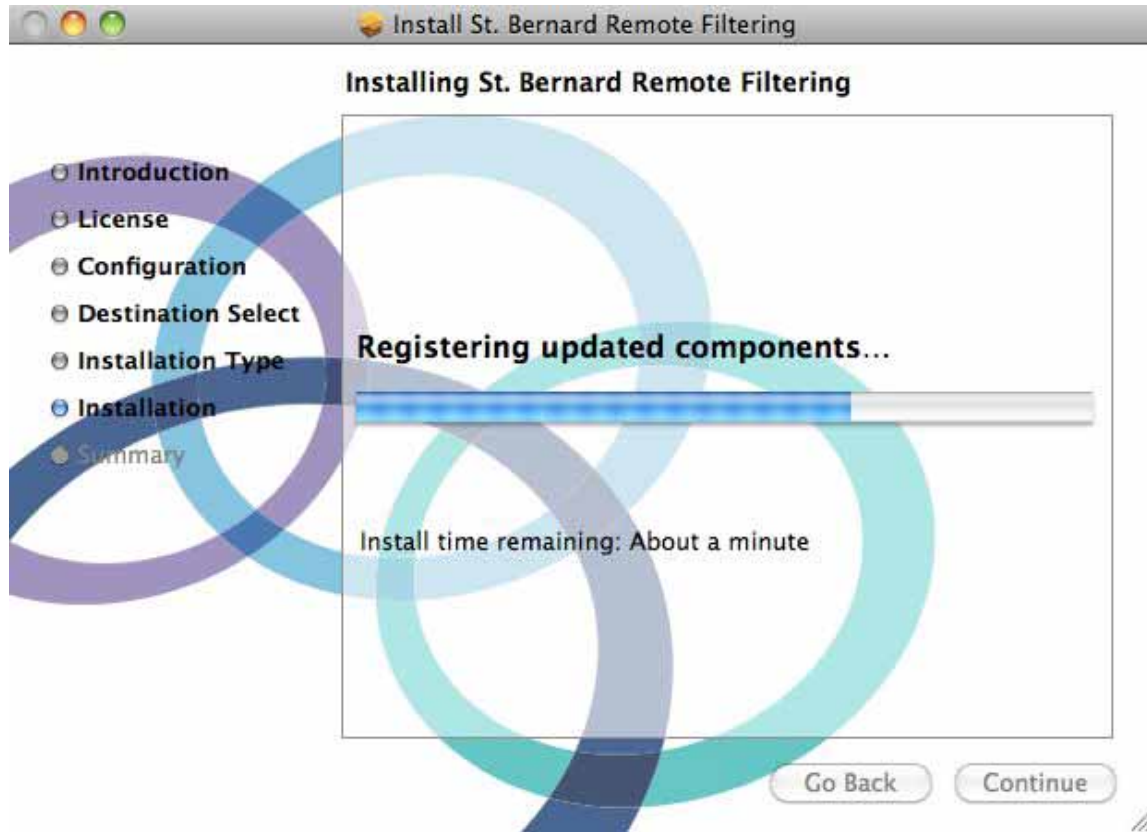 Install St. Bernard Remote Filtering
Installing St. Bernard Remote Filtering
Introduction
License
Configuration
Destination Select
Installation Type
Installation
Summary
Registering updated components...
Install time remaining: About a minute
Go Back
Continue